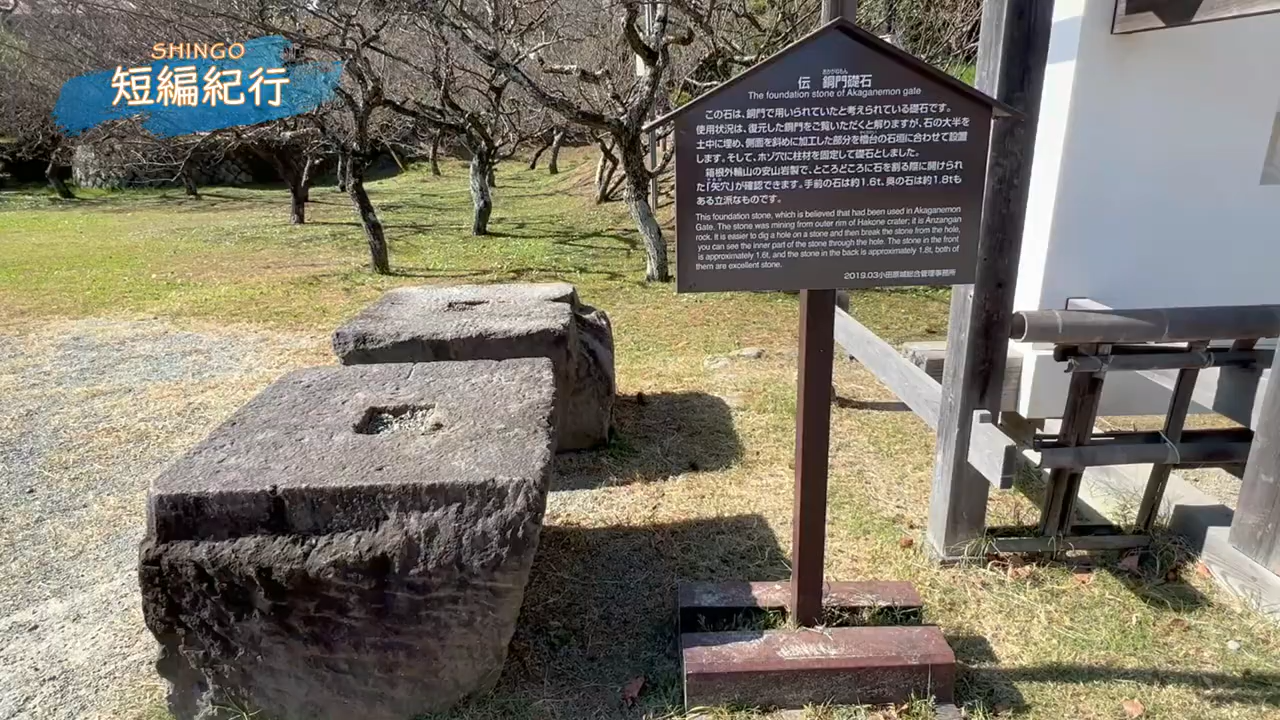 SHINGO
短編紀行
あかがねもん
伝 銅門礎石
The foundation stone of Akaganemon gate
この石は、銅門で用いられていたと考えられている礎石です。
使用状況は、復元した銅門をご覧いただくと解りますが、石の大半を
土中に埋め、側面を斜めに加工した部分を櫓台の石垣に合わせて設置
します。そして、ホゾ穴に柱材を固定して礎石としました。
箱根外輪山の安山岩製で、ところどころに石を割る際に開けられ
た「矢穴」が確認できます。手前の石は約1.6t、奥の石は約1.8tも
ある立派なものです。
This foundation stone, which is believed that had been used in Akaganemon
Gate. The stone was mining from outer rim of Hakone crater; it is Anzangan
rock. It is easier to dig a hole on a stone and then break the stone from the hole,
you can see the inner part of the stone through the hole. The stone in the front
is approximately 1.6t, and the stone in the back is approximately 1.8t, both of
them are excellent stone.
2019.03小田原城総合管理事務所